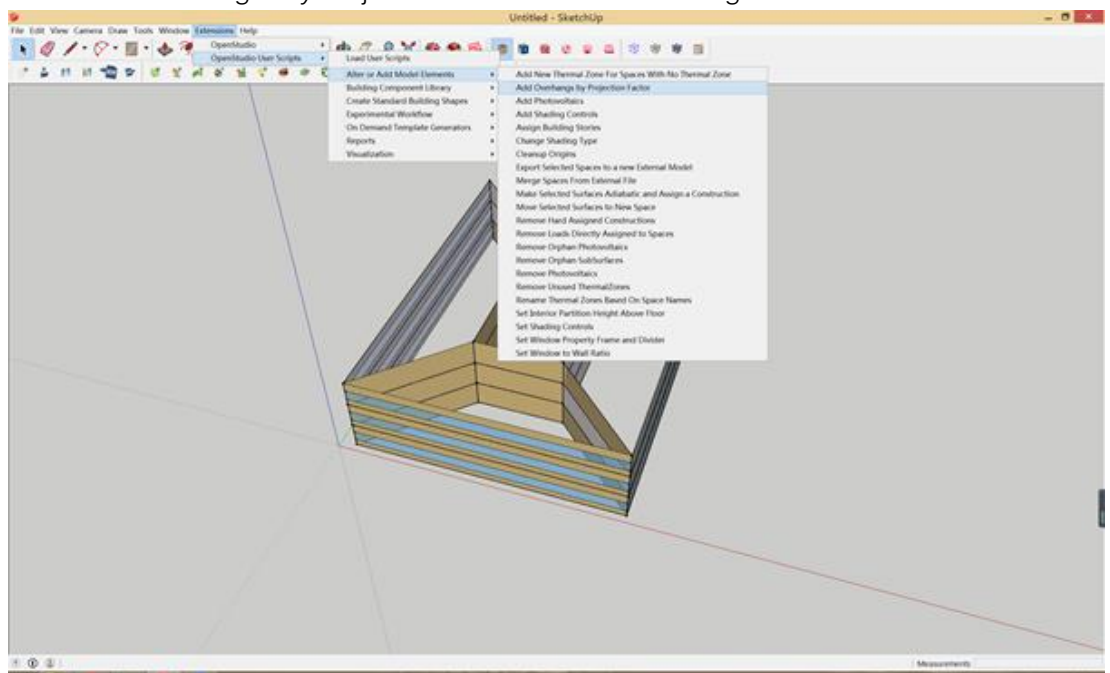 Untitled - SketchUp
File Edit View Camera Draw Tools Window Extensions Help
OpenStudio
OpenStudio User Scripts
Load User Scripts
Alter or Add Model Elements
Building Component Library
Create Standard Building Shapes
Experimental Workflow
On Demand Template Generators
Reports
Visualization
Add New Thermal Zone For Spaces With No Thermal Zone
Add Overhangs by Projection Factor
Add Photovoltaics
Add Shading Controls
Assign Building Stories
Change Shading Type
Cleanup Origins
Export Selected Spaces to a new External Model
Merge Spaces From External File
Make Selected Surfaces Adiabatic and Assign a Construction
Move Selected Surfaces to New Space
Remove Hard Assigned Constructions
Remove Loads Directly Assigned to Spaces
Remove Orphan Photovoltaics
Remove Orphan SubSurfaces
Remove Photovoltaics
Remove Unused ThermalZones
Rename Thermal Zones Based On Space Names
Set Interior Partition Height Above Floor
Set Shading Controls
Set Window Property Frame and Divider
Set Window to Wall Ratio
Measurements